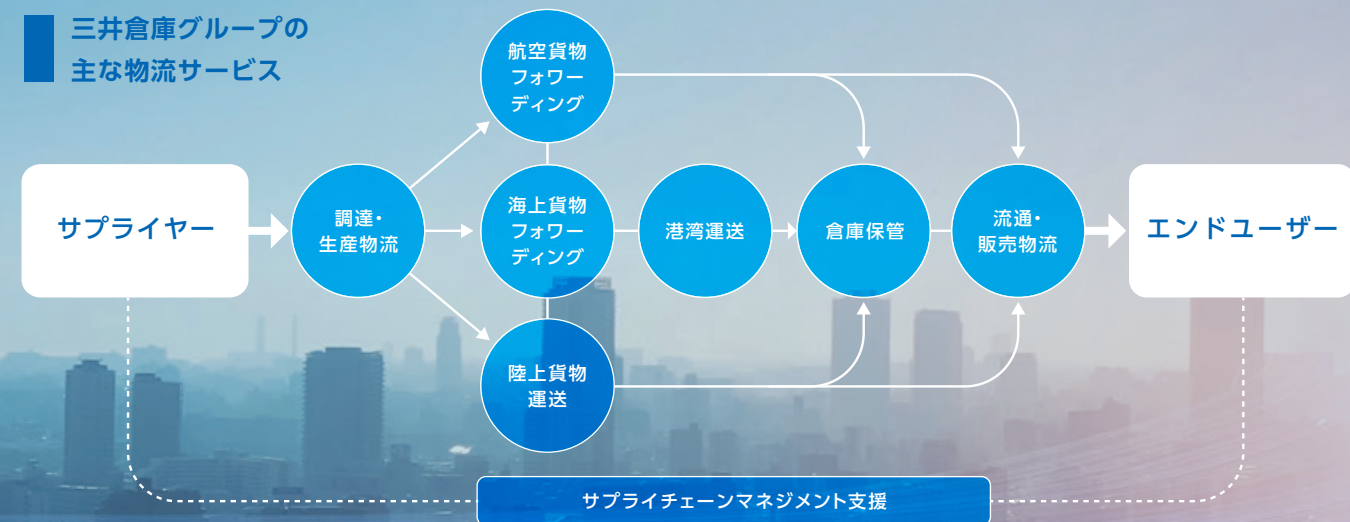 三井倉庫グループの
主な物流サービス
航空貨物
フォワー
ディング
サプライヤー
調達・
生産物流
海上貨物
フォワー
ディング
港湾運送
倉庫保管
流通・
販売物流
エンドユーザー
陸上貨物
運送
サプライチェーンマネジメント支援